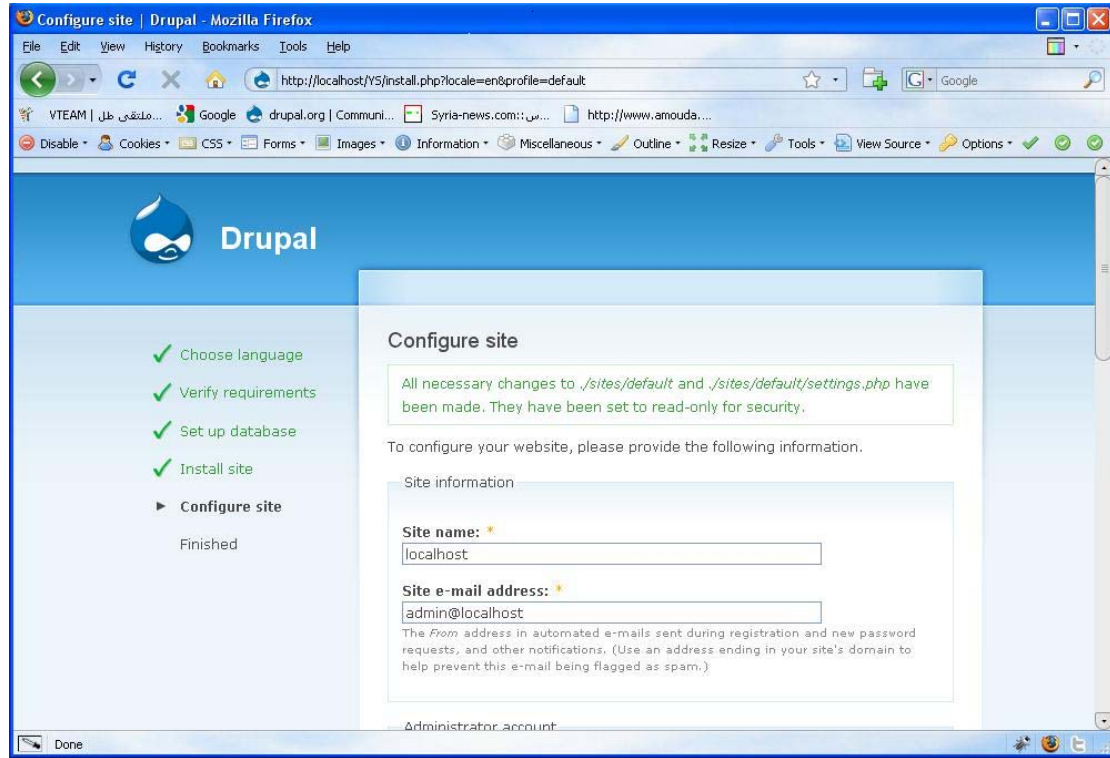 Configure site | Drupal - Mozilla Firefox
File Edit View History Bookmarks Tools Help
http://localhost/YS/install.php?locale=en&profile=default
G Google
VTEAM | ملتقى طل... Google drupal.org | Communi... Syria-news.com::س... http://www.amouda....
Disable Cookies CSS Forms Images Information Miscellaneous Outline Resize Tools View Source Options
Drupal
Choose language
Verify requirements
Set up database
Install site
Configure site
Finished
Configure site
All necessary changes to ./sites/default and ./sites/default/settings.php have
been made. They have been set to read-only for security.
To configure your website, please provide the following information.
Site information
Site name: *
localhost
Site e-mail address: *
admin@localhost
The From address in automated e-mails sent during registration and new password
requests, and other notifications. (Use an address ending in your site's domain to
help prevent this e-mail being flagged as spam.)
Administrator account
Done